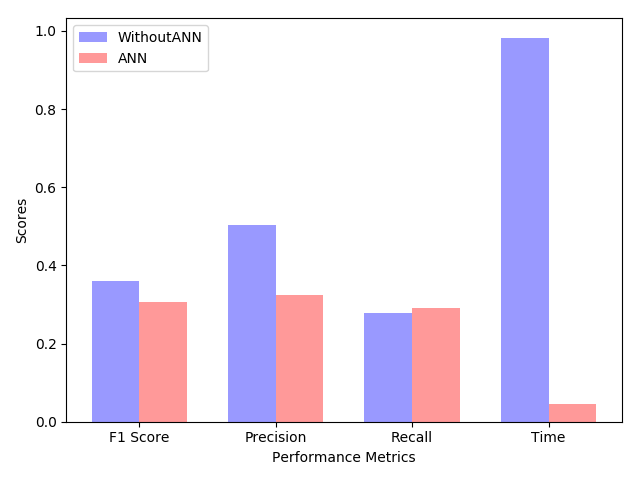 WithoutANN
ANN
Scores
1.0
0.8
0.6
0.4
0.2
0.0
F1 Score Precision Recall Time
Performance Metrics